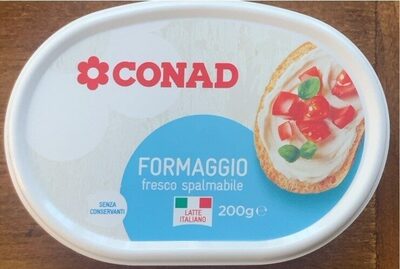 CONAD
FORMAGGIO
fresco spalmabile
SENZA
CONSERVANTI
LATTE
ITALIANO
200g℮